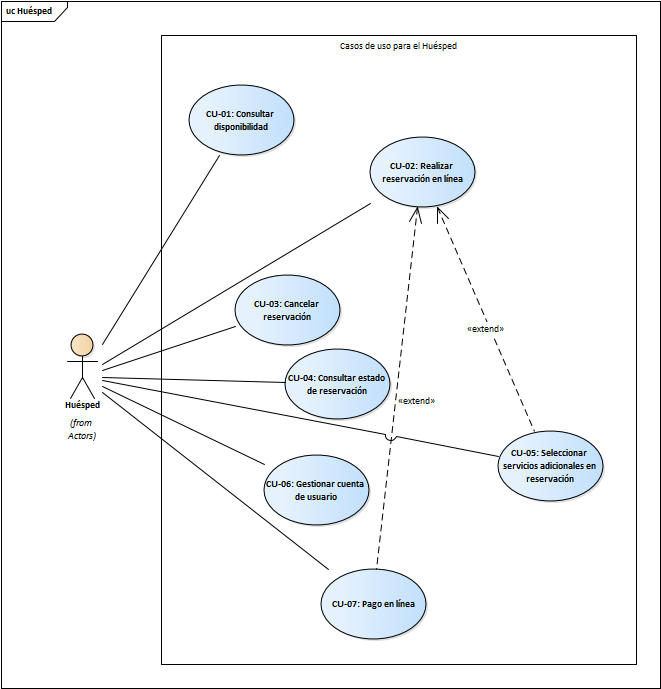 uc Huésped
Casos de uso para el Huésped
CU-01: Consultar
disponibilidad
CU-02: Realizar
reservación en línea
CU-03: Cancelar
reservación
«extend»
CU-04: Consultar estado
de reservación
Huésped
(from
Actors)
«extend»
CU-05: Seleccionar
servicios adicionales en
reservación
CU-06: Gestionar cuenta
de usuario
CU-07: Pago en línea